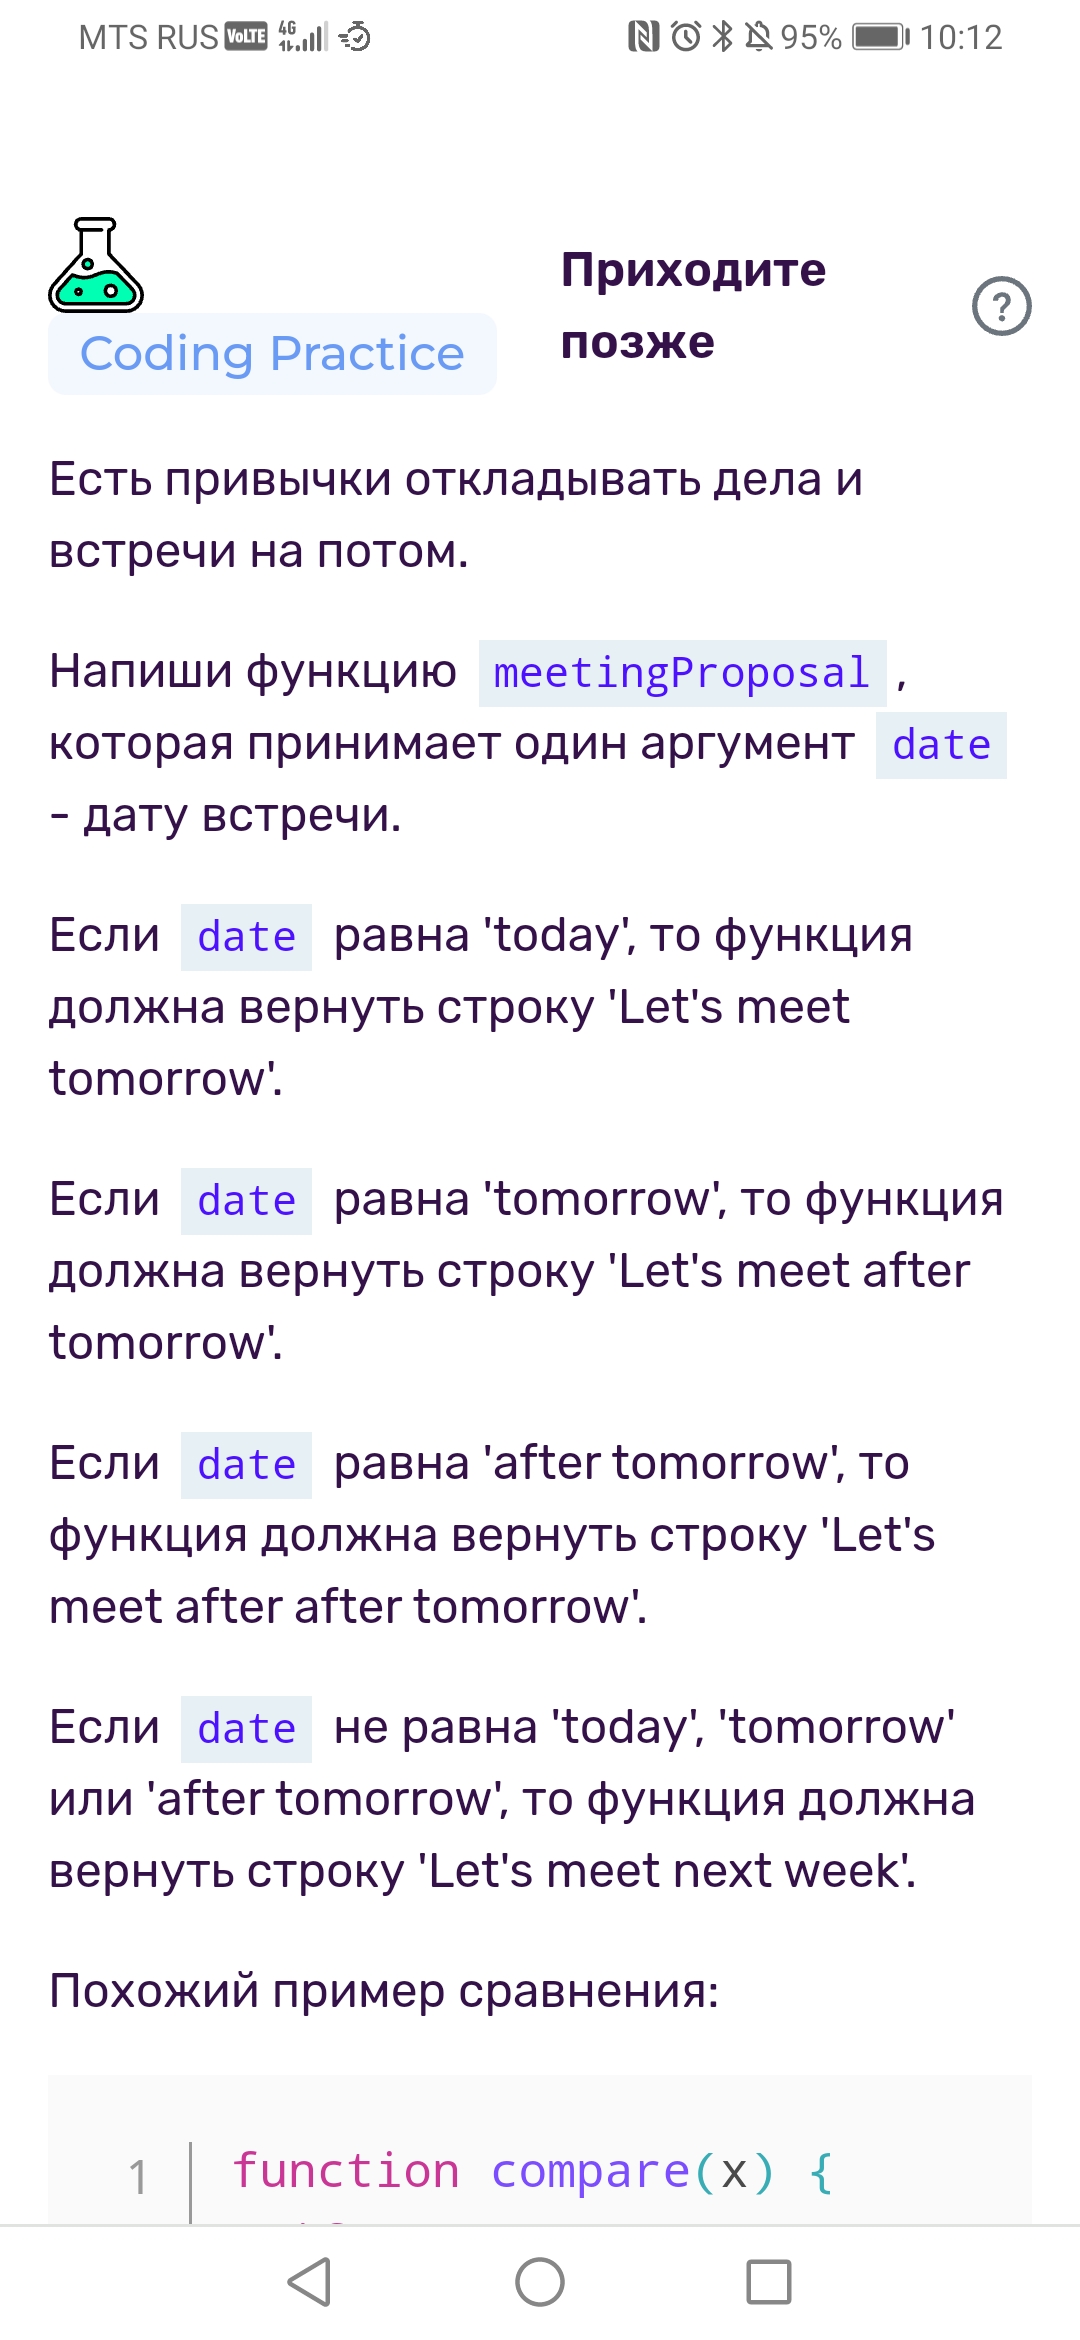 MTS RUS VoLTE 4G 95% 10:12
Coding Practice
Приходите
позже
?
Есть привычки откладывать дела и
встречи на потом.
Напиши функцию meetingProposal ,
которая принимает один аргумент date
- дату встречи.
Если date равна 'today', то функция
должна вернуть строку 'Let's meet
tomorrow'.
Если date равна 'tomorrow', то функция
должна вернуть строку 'Let's meet after
tomorrow'.
Если date равна 'after tomorrow', то
функция должна вернуть строку 'Let's
meet after after tomorrow'.
Если date не равна 'today', 'tomorrow'
или 'after tomorrow', то функция должна
вернуть строку 'Let's meet next week'.
Похожий пример сравнения:
1 function compare(x) {